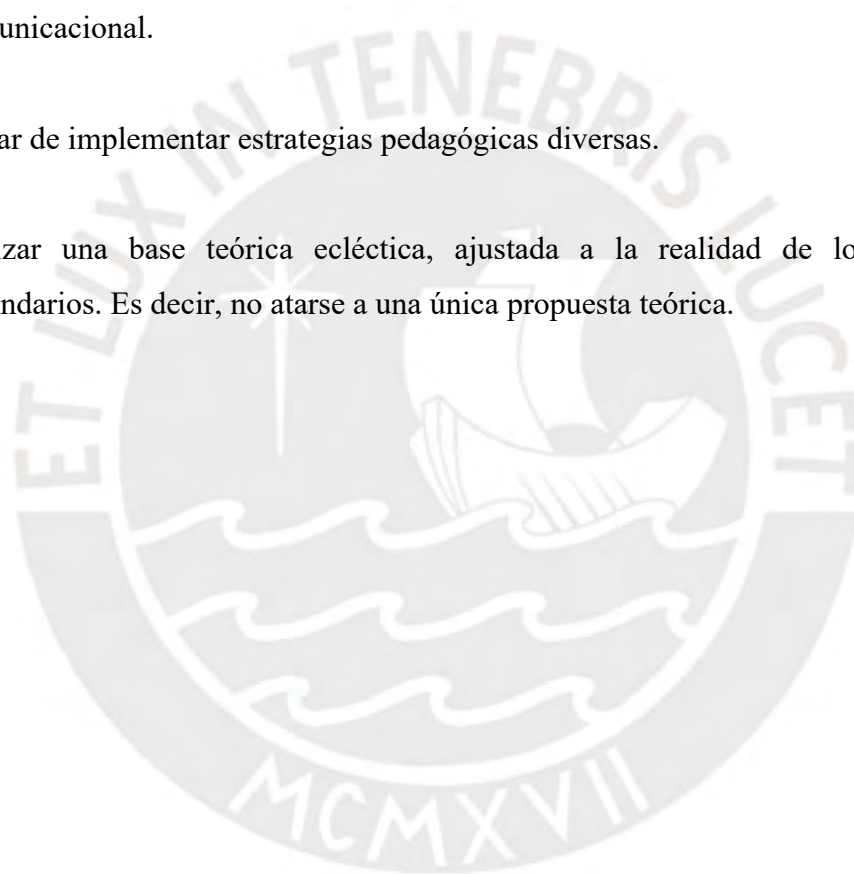 unicacional.
ar de implementar estrategias pedagógicas diversas.
zar una base teórica ecléctica, ajustada a la realidad de lo
ndarios. Es decir, no atarse a una única propuesta teórica.
ET LUX IN TENEBRIS LUCET
MCMXVII